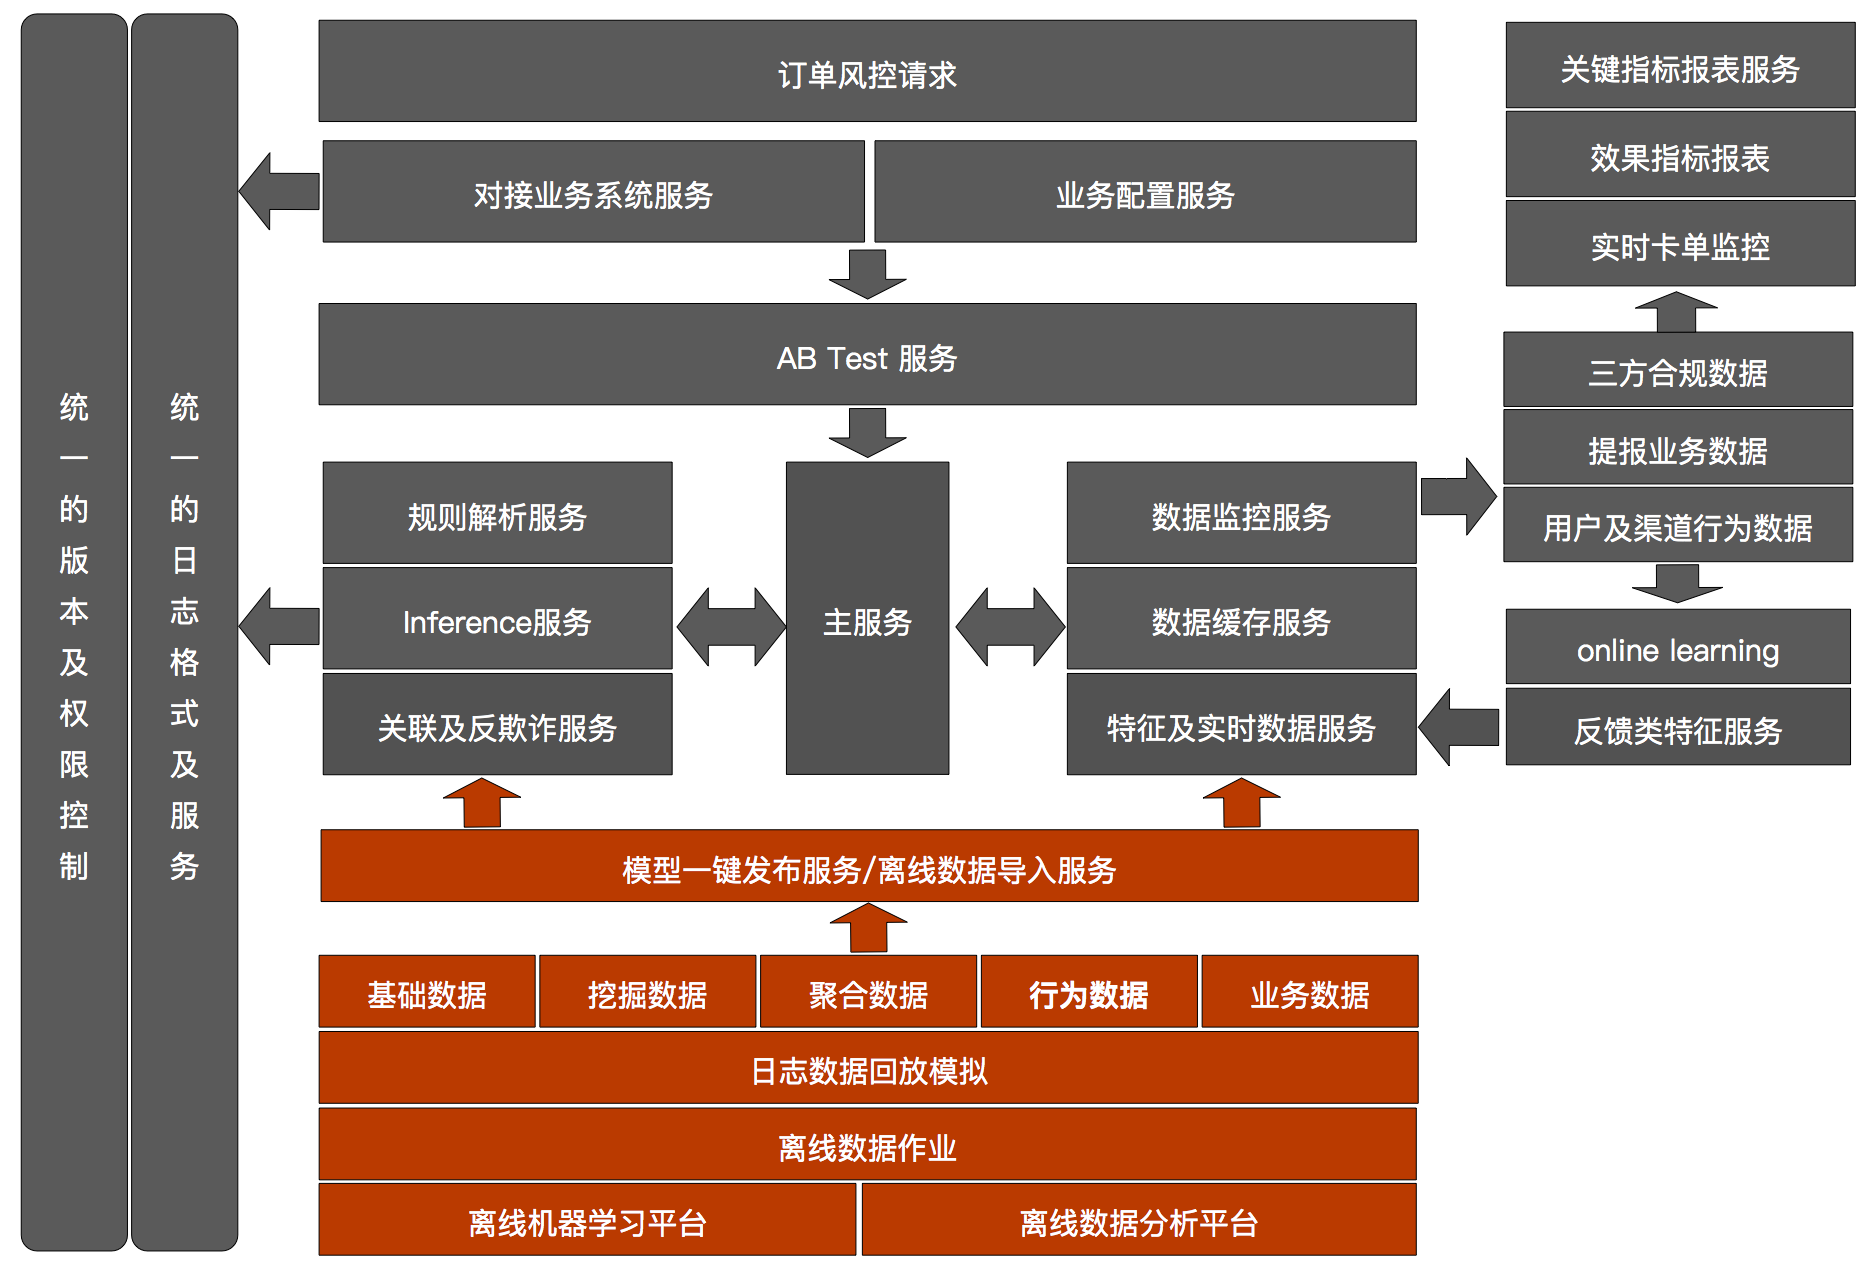 统一的版本及权限控制
统一的日志格式及服务
订单风控请求
对接业务系统服务
业务配置服务
AB Test 服务
规则解析服务
Inference服务
关联及反欺诈服务
主服务
数据监控服务
数据缓存服务
特征及实时数据服务
关键指标报表服务
效果指标报表
实时卡单监控
三方合规数据
提报业务数据
用户及渠道行为数据
online learning
反馈类特征服务
模型一键发布服务/离线数据导入服务
基础数据
挖掘数据
聚合数据
行为数据
业务数据
日志数据回放模拟
离线数据作业
离线机器学习平台
离线数据分析平台